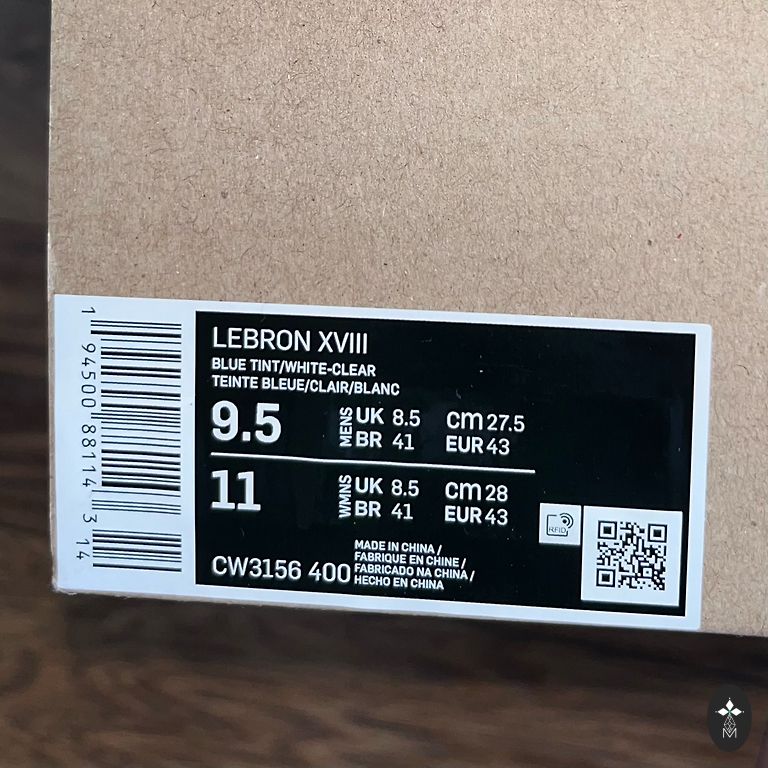 LEBRON XVIII
BLUE TINT/WHITE-CLEAR
TEINTE BLEUE/CLAIR/BLANC
9.5 MENS UK 8.5 cm 27.5
BR 41 EUR 43
11 WMNS UK 8.5 cm 28
BR 41 EUR 43
CW3156 400
MADE IN CHINA /
FABRIQUE EN CHINE /
FABRICADO NA CHINA /
HECHO EN CHINA
RFID
1 94500 88114 3 14
M